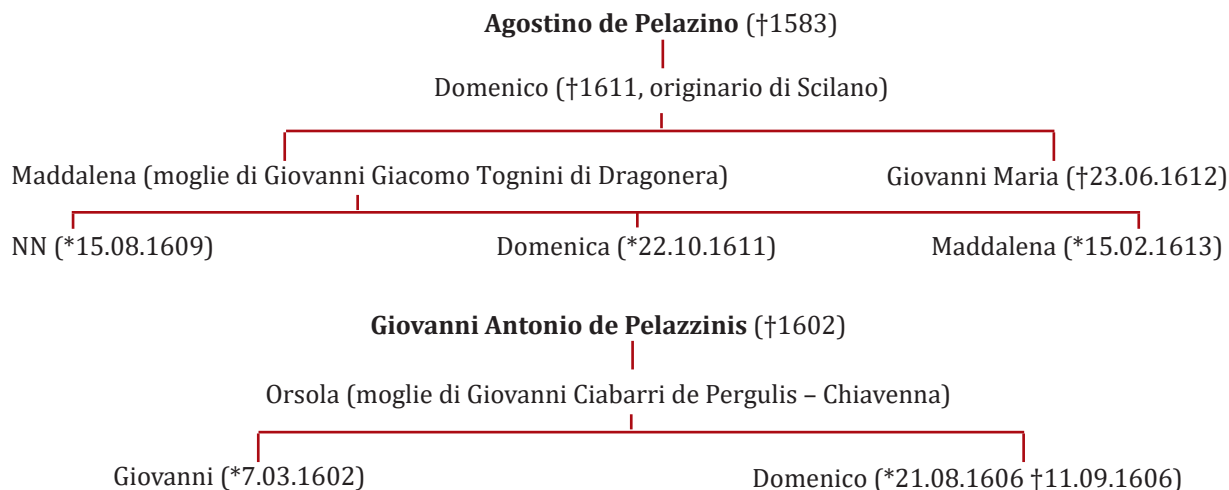 Agostino de Pelazino (†1583)
Domenico (†1611, originario di Scilano)
Maddalena (moglie di Giovanni Giacomo Tognini di Dragonera) Giovanni Maria (†23.06.1612)
NN (*15.08.1609) Domenica (*22.10.1611) Maddalena (*15.02.1613)
Giovanni Antonio de Pelazzinis (†1602)
Orsola (moglie di Giovanni Ciabarri de Pergulis – Chiavenna)
Giovanni (*7.03.1602) Domenico (*21.08.1606 †11.09.1606)